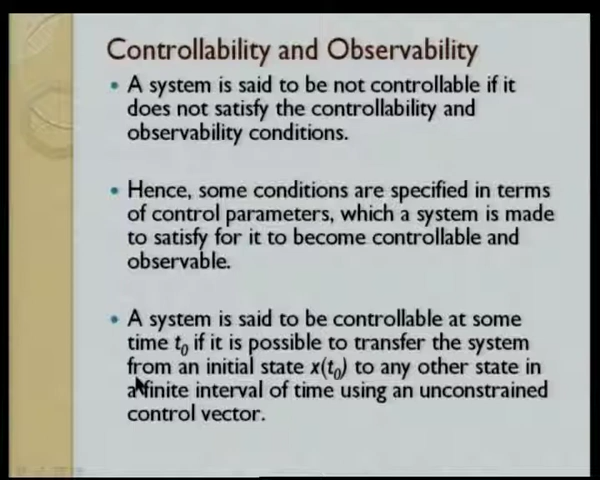 Controllability and Observability
• A system is said to be not controllable if it
does not satisfy the controllability and
observability conditions.
• Hence, some conditions are specified in terms
of control parameters, which a system is made
to satisfy for it to become controllable and
observable.
• A system is said to be controllable at some
time t₀ if it is possible to transfer the system
from an initial state x(t₀) to any other state in
a finite interval of time using an unconstrained
control vector.